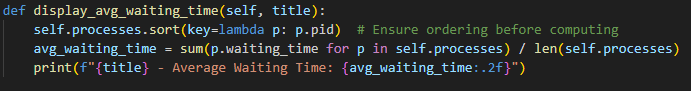 def display_avg_waiting_time(self, title):
    self.processes.sort(key=lambda p: p.pid)  # Ensure ordering before computing
    avg_waiting_time = sum(p.waiting_time for p in self.processes) / len(self.processes)
    print(f"{title} - Average Waiting Time: {avg_waiting_time:.2f}")